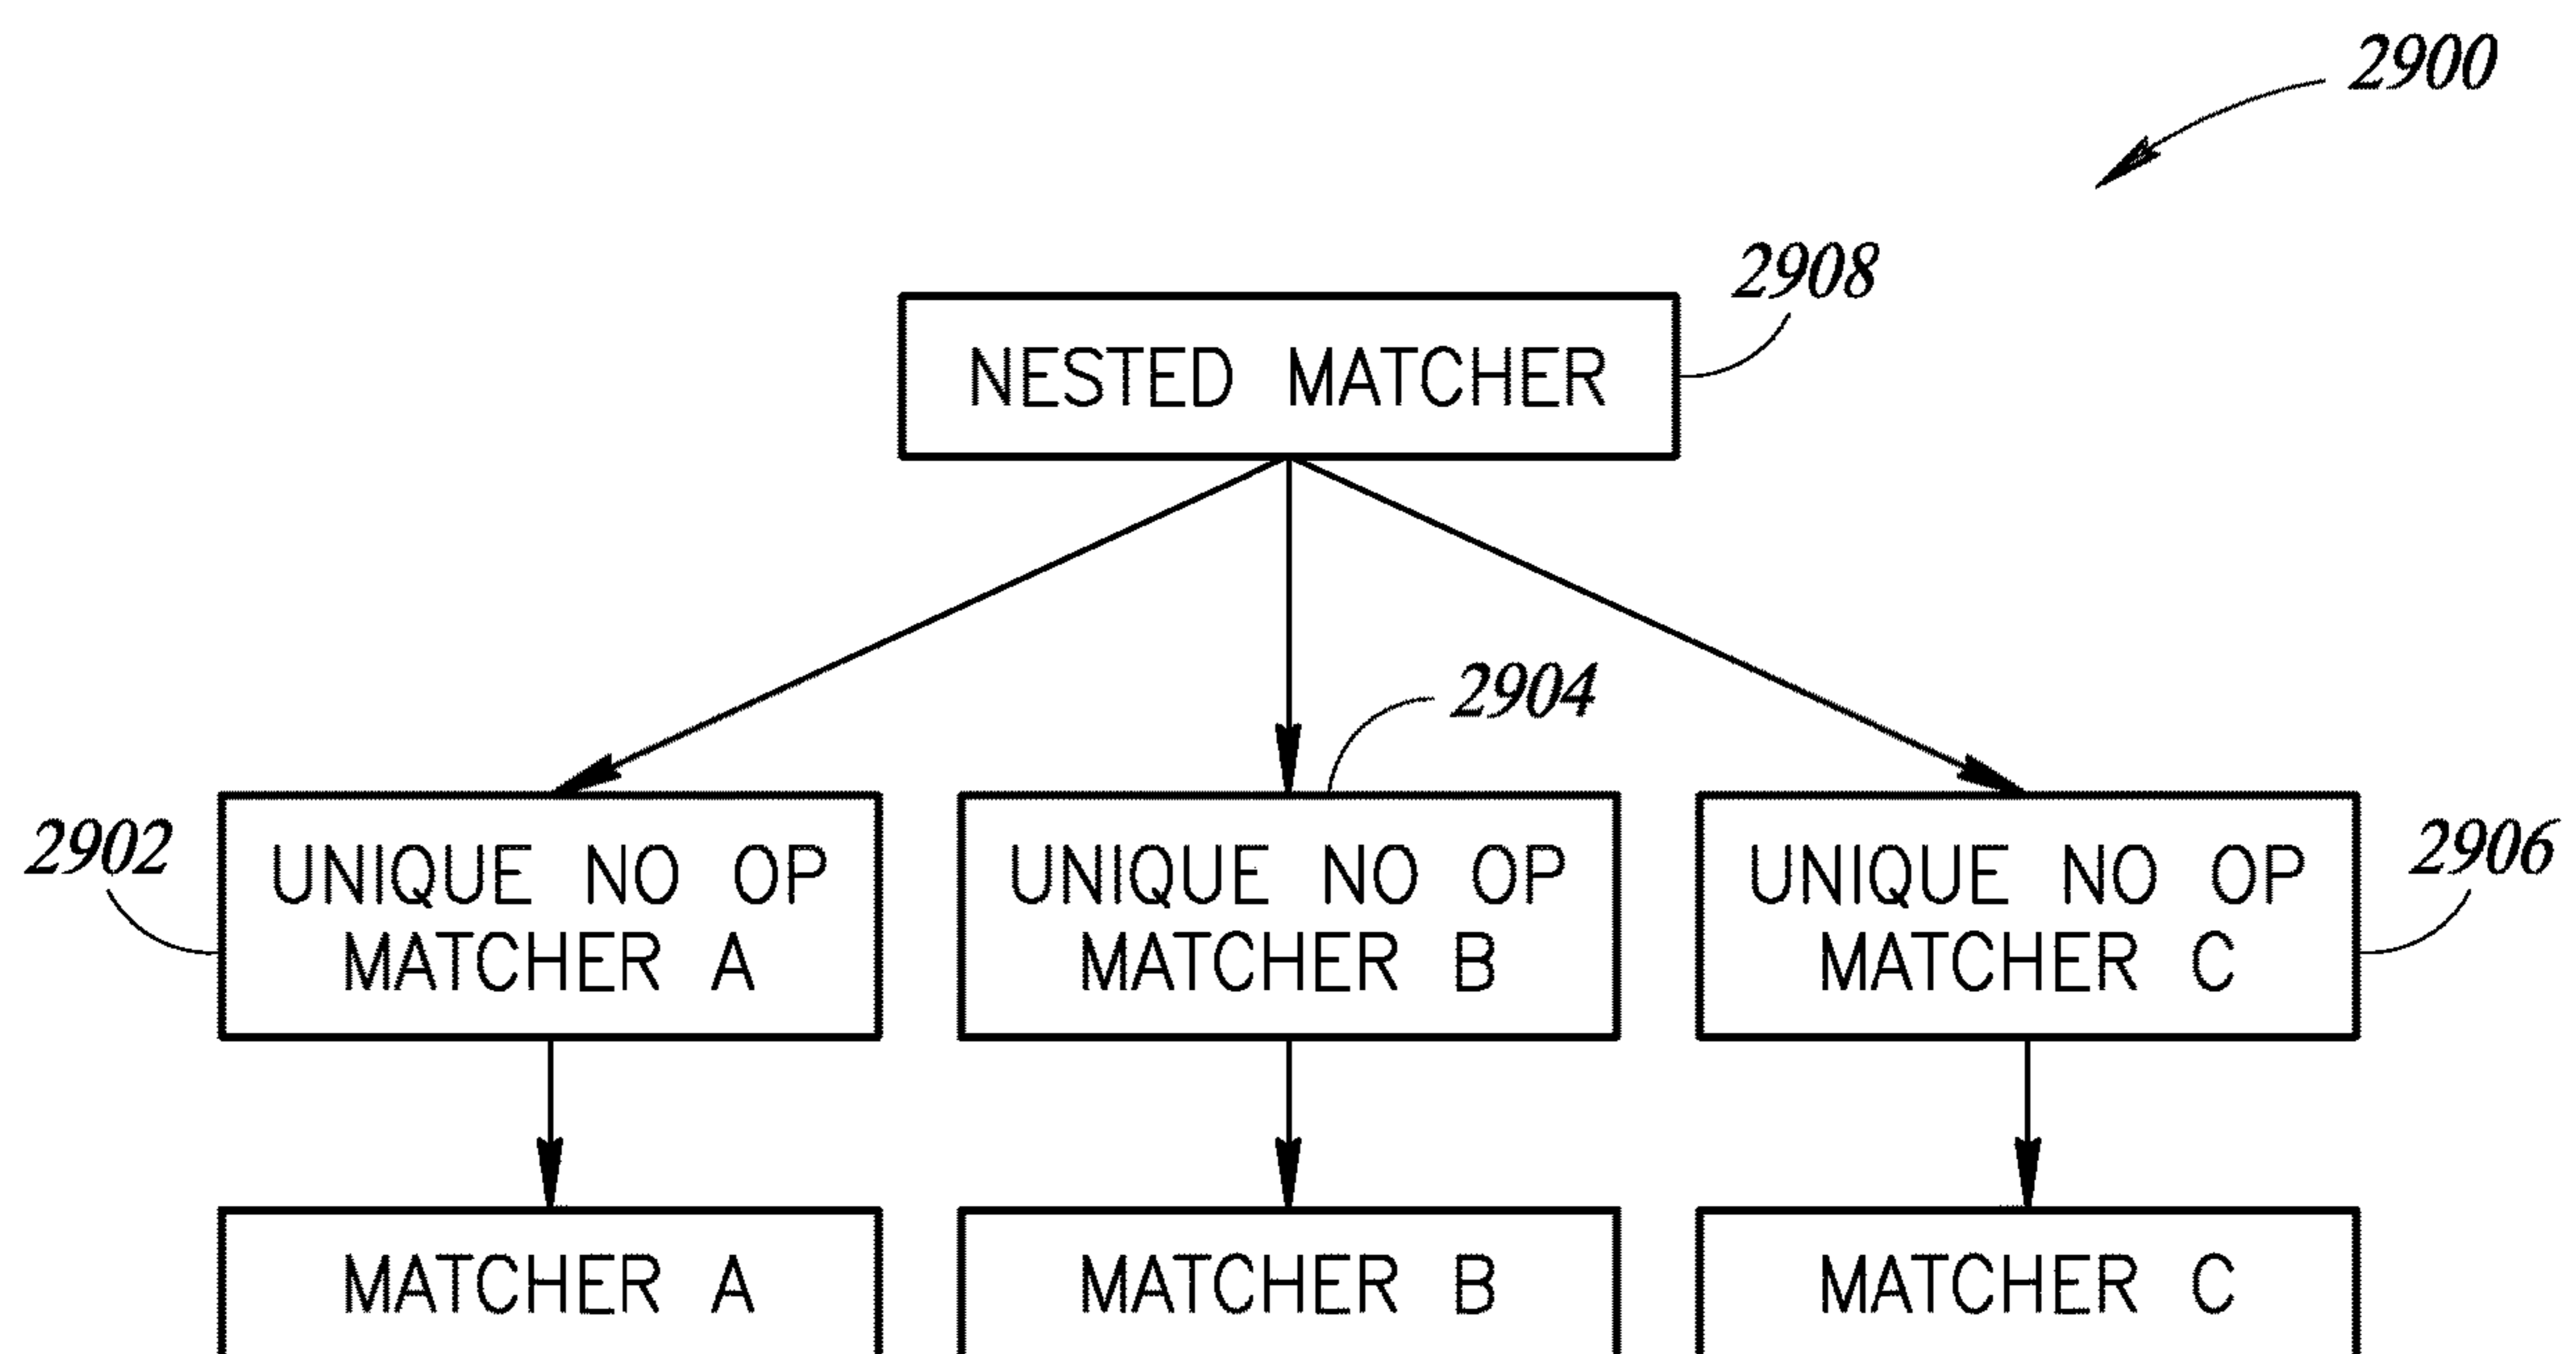 2900
2908
NESTED MATCHER
2904
2902
UNIQUE NO OP
MATCHER A
UNIQUE NO OP
MATCHER B
UNIQUE NO OP
MATCHER C
2906
MATCHER A
MATCHER B
MATCHER C